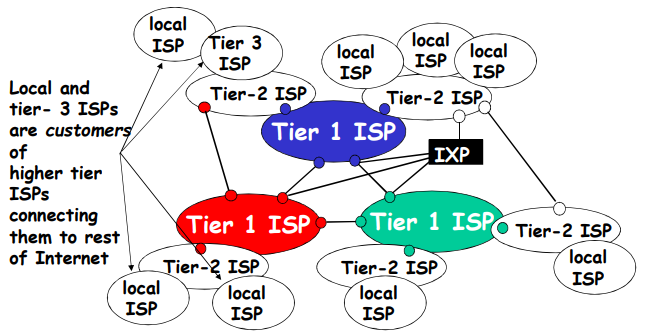 local
ISP
Tier 3
ISP
local
ISP
local
ISP
local
ISP
Tier-2 ISP
Tier-2 ISP
Local and
tier- 3 ISPs
are customers
of
higher tier
ISPs
connecting
them to rest
of Internet
Tier 1 ISP
IXP
Tier 1 ISP
Tier 1 ISP
Tier-2 ISP
Tier-2 ISP
Tier-2 ISP
local
ISP
local
ISP
local
ISP
local
ISP